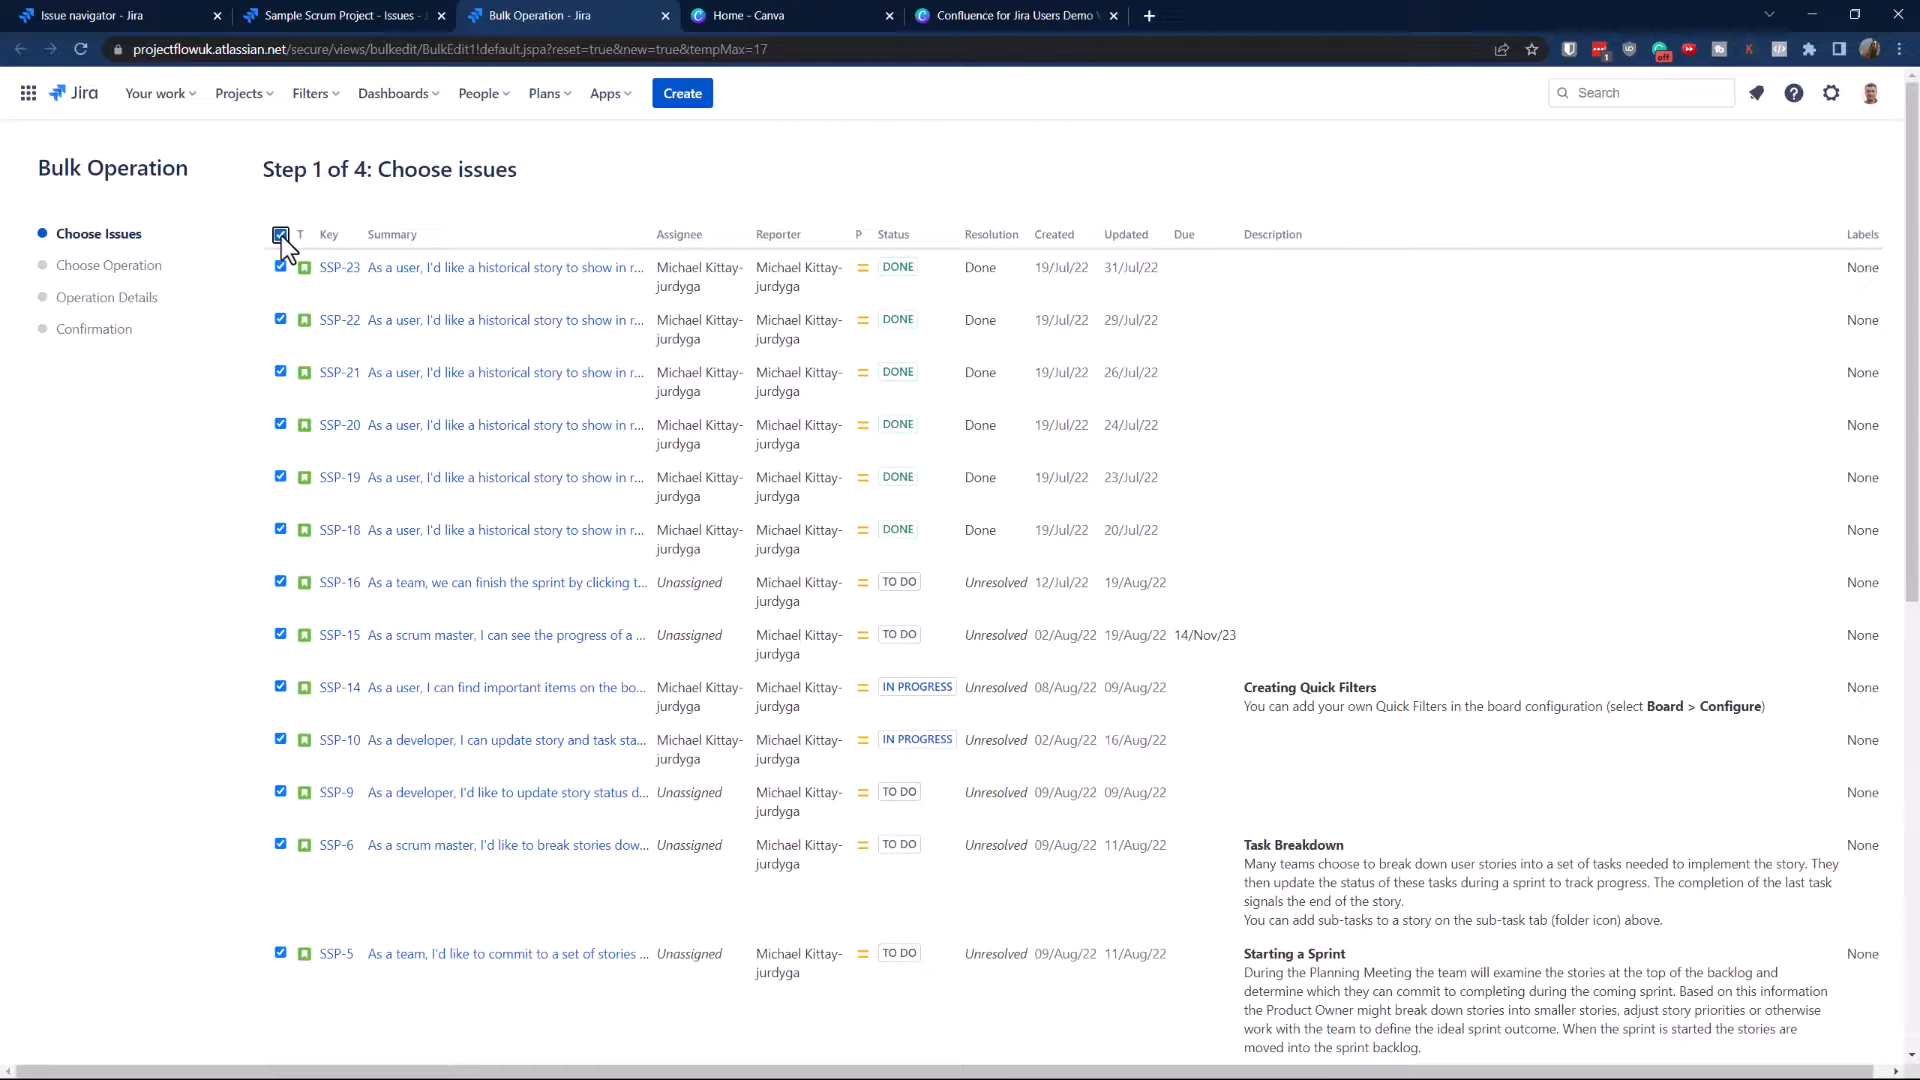 Issue navigator - Jira
Sample Scrum Project - Issues -
Bulk Operation - Jira
Home - Canva
Confluence for Jira Users Demo
projectflowuk.atlassian.net/secure/views/bulkedit/BulkEdit1!default.jspa?reset=true&new=true&tempMax=17
Jira
Your work
Projects
Filters
Dashboards
People
Plans
Apps
Create
Search
Bulk Operation
Choose Issues
Choose Operation
Operation Details
Confirmation
Step 1 of 4: Choose issues
T Key Summary Assignee Reporter P Status Resolution Created Updated Due Description Labels
SSP-23 As a user, I'd like a historical story to show in r... Michael Kittay- Michael Kittay- DONE Done 19/Jul/22 31/Jul/22 None
jurdyga jurdyga
SSP-22 As a user, I'd like a historical story to show in r... Michael Kittay- Michael Kittay- DONE Done 19/Jul/22 29/Jul/22 None
jurdyga jurdyga
SSP-21 As a user, I'd like a historical story to show in r... Michael Kittay- Michael Kittay- DONE Done 19/Jul/22 26/Jul/22 None
jurdyga jurdyga
SSP-20 As a user, I'd like a historical story to show in r... Michael Kittay- Michael Kittay- DONE Done 19/Jul/22 24/Jul/22 None
jurdyga jurdyga
SSP-19 As a user, I'd like a historical story to show in r... Michael Kittay- Michael Kittay- DONE Done 19/Jul/22 23/Jul/22 None
jurdyga jurdyga
SSP-18 As a user, I'd like a historical story to show in r... Michael Kittay- Michael Kittay- DONE Done 19/Jul/22 20/Jul/22 None
jurdyga jurdyga
SSP-16 As a team, we can finish the sprint by clicking t... Unassigned Michael Kittay- TO DO Unresolved 12/Jul/22 19/Aug/22 None
jurdyga
SSP-15 As a scrum master, I can see the progress of a ... Unassigned Michael Kittay- TO DO Unresolved 02/Aug/22 19/Aug/22 14/Nov/23 None
jurdyga
SSP-14 As a user, I can find important items on the bo... Michael Kittay- Michael Kittay- IN PROGRESS Unresolved 08/Aug/22 09/Aug/22 Creating Quick Filters None
jurdyga jurdyga You can add your own Quick Filters in the board configuration (select Board > Configure)
SSP-10 As a developer, I can update story and task sta... Michael Kittay- Michael Kittay- IN PROGRESS Unresolved 02/Aug/22 16/Aug/22 None
jurdyga jurdyga
SSP-9 As a developer, I'd like to update story status d... Unassigned Michael Kittay- TO DO Unresolved 09/Aug/22 09/Aug/22 None
jurdyga
SSP-6 As a scrum master, I'd like to break stories dow... Unassigned Michael Kittay- TO DO Unresolved 09/Aug/22 11/Aug/22 Task Breakdown None
jurdyga Many teams choose to break down user stories into a set of tasks needed to implement the story. They
then update the status of these tasks during a sprint to track progress. The completion of the last task
signals the end of the story.
You can add sub-tasks to a story on the sub-task tab (folder icon) above.
SSP-5 As a team, I'd like to commit to a set of stories ... Unassigned Michael Kittay- TO DO Unresolved 09/Aug/22 11/Aug/22 Starting a Sprint None
jurdyga During the Planning Meeting the team will examine the stories at the top of the backlog and
determine which they can commit to completing during the coming sprint. Based on this information
the Product Owner might break down stories into smaller stories, adjust story priorities or otherwise
work with the team to define the ideal sprint outcome. When the sprint is started the stories are
moved into the sprint backlog.